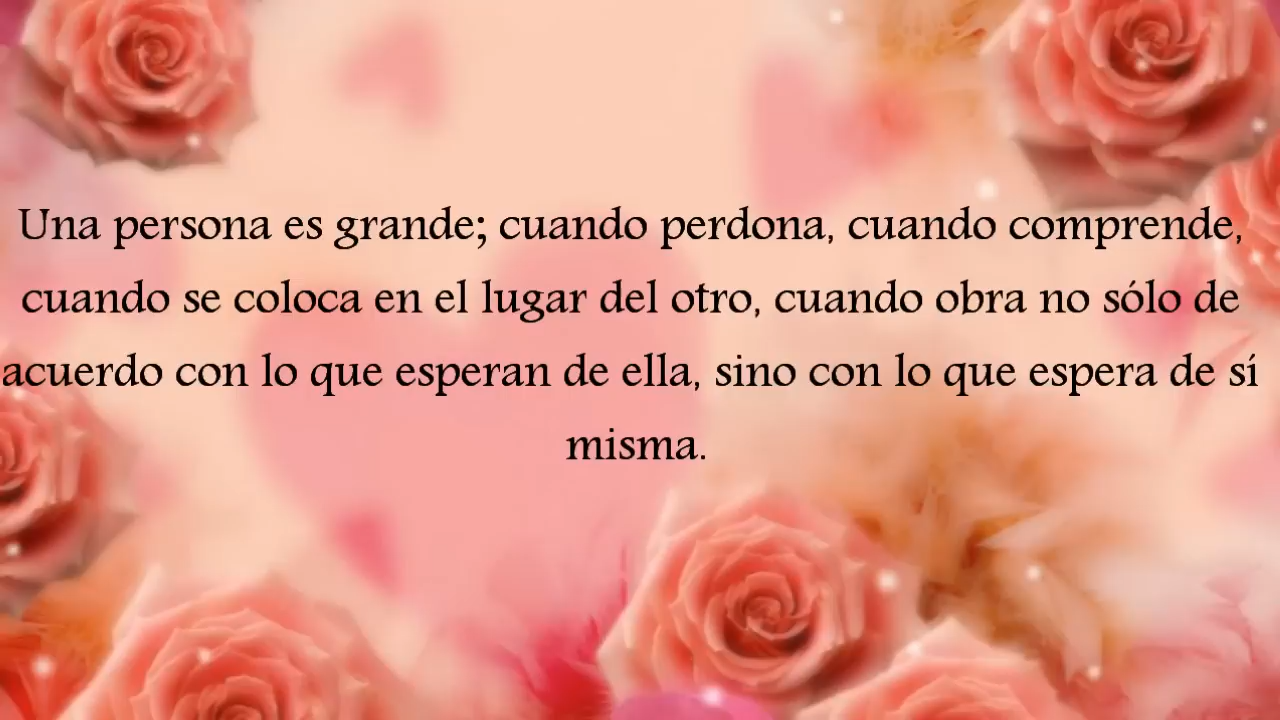 Una persona es grande; cuando perdona, cuando comprende,
cuando se coloca en el lugar del otro, cuando obra no sólo de
acuerdo con lo que esperan de ella, sino con lo que espera de sí
misma.